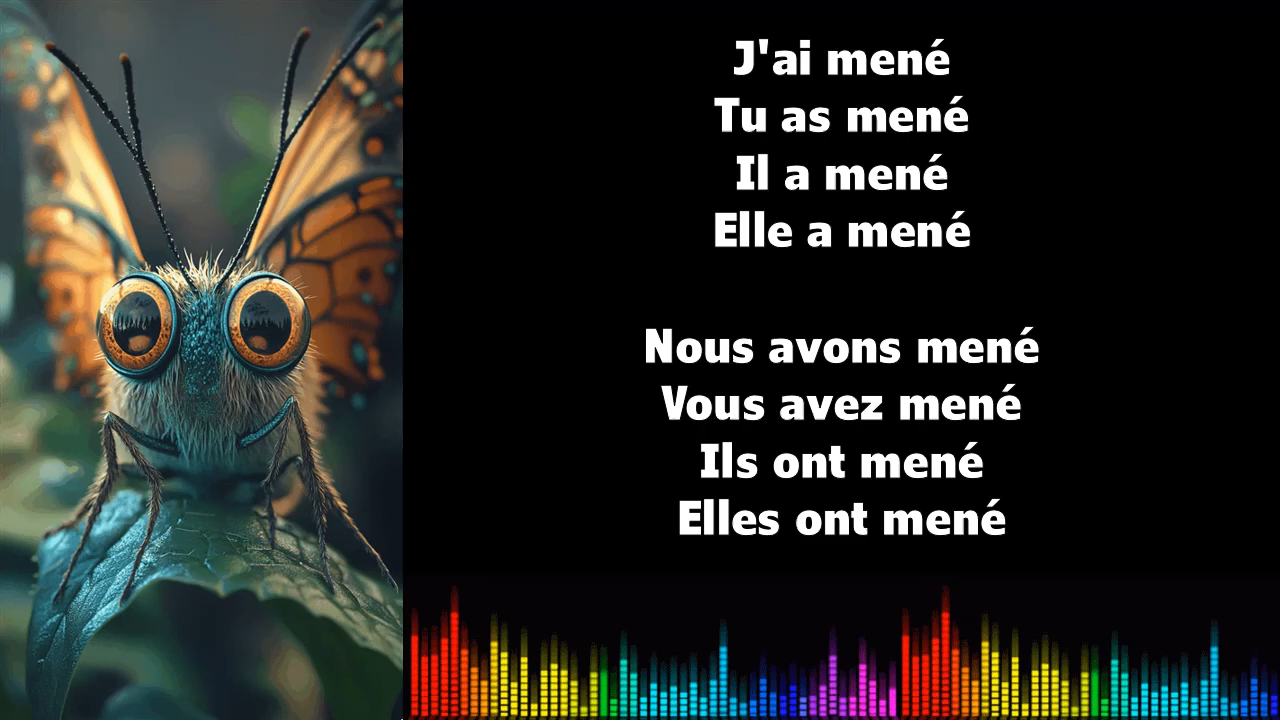 J'ai mené
Tu as mené
Il a mené
Elle a mené
Nous avons mené
Vous avez mené
Ils ont mené
Elles ont mené